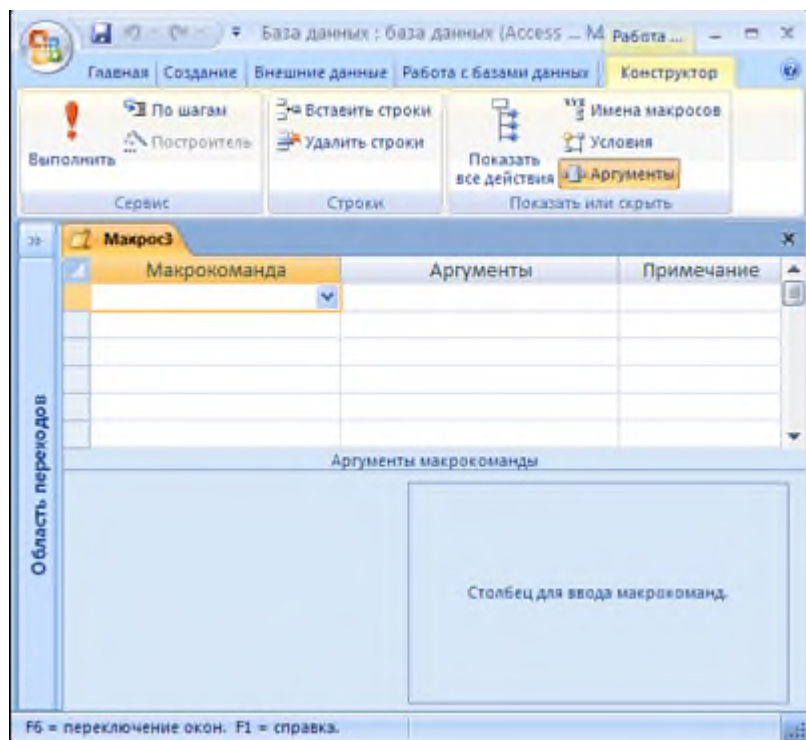 База данных : база данных (Access ... М Работа ...
Главная Создание Внешние данные Работа с базами данных Конструктор
Выполнить
По шагам
Построитель
Сервис
Вставить строки
Удалить строки
Строки
Показать
все действия
Имена макросов
Условия
Аргументы
Показать или скрыть
Макрос3
Макрокоманда Аргументы Примечание
Область переходов
Аргументы макрокоманды
Столбец для ввода макрокоманд.
F6 = переключение окон. F1 = справка.